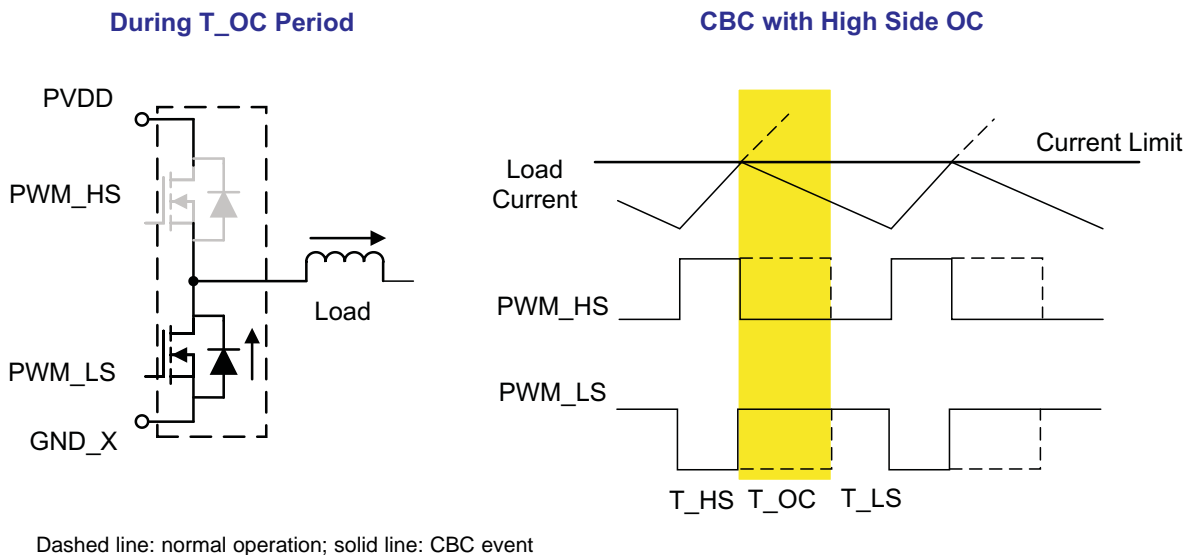 During T_OC Period
CBC with High Side OC
PVDD
PWM_HS
Load
PWM_LS
GND_X
Current Limit
Load
Current
PWM_HS
PWM_LS
T_HS T_OC T_LS
Dashed line: normal operation; solid line: CBC event